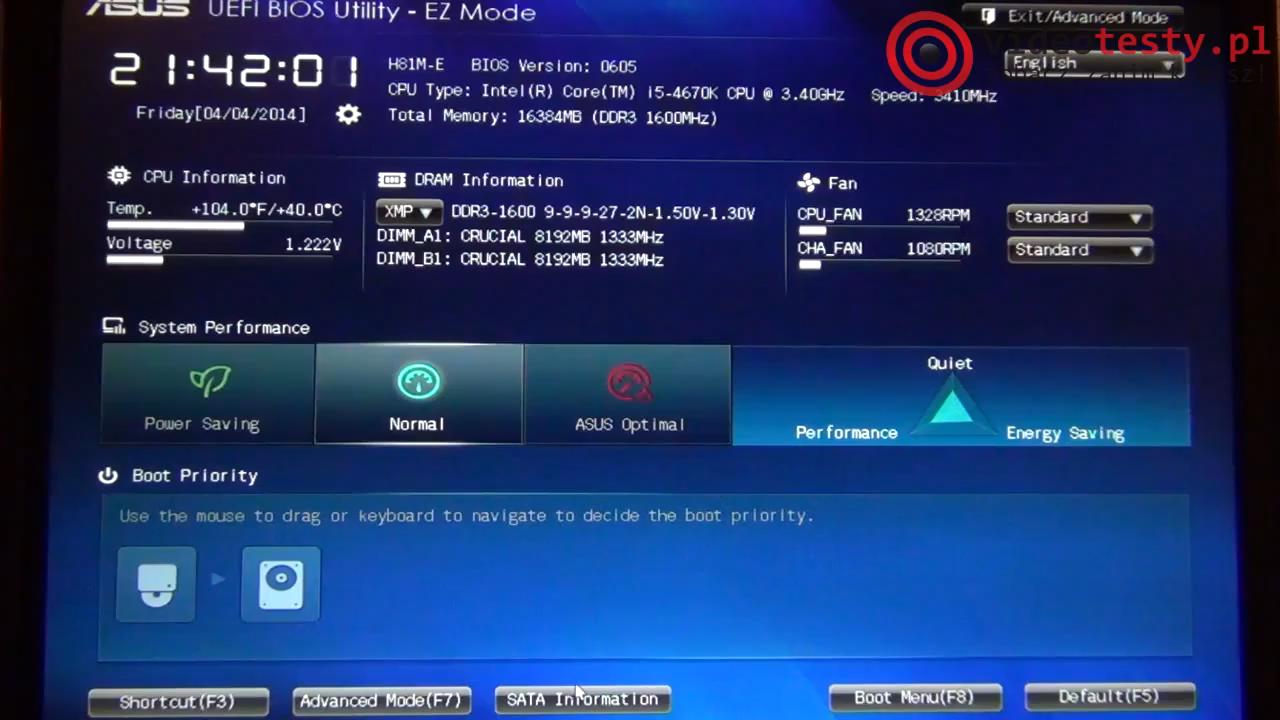 ASUS UEFI BIOS Utility - EZ Mode
Exit/Advanced Mode
videotesty.pl
English
21:42:01
Friday[04/04/2014]
H81M-E BIOS Version: 0605
CPU Type: Intel(R) Core(TM) i5-4670K CPU @ 3.40GHz Speed: 3410MHz
Total Memory: 16384MB (DDR3 1600MHz)
CPU Information
Temp. +104.0°F/+40.0°C
Voltage 1.222V
DRAM Information
XMP DDR3-1600 9-9-9-27-2N-1.50V-1.30V
DIMM_A1: CRUCIAL 8192MB 1333MHz
DIMM_B1: CRUCIAL 8192MB 1333MHz
Fan
CPU_FAN 1328RPM Standard
CHA_FAN 1080RPM Standard
System Performance
Power Saving
Normal
ASUS Optimal
Quiet
Performance
Energy Saving
Boot Priority
Use the mouse to drag or keyboard to navigate to decide the boot priority.
Shortcut(F3)
Advanced Mode(F7)
SATA Information
Boot Menu(F8)
Default(F5)